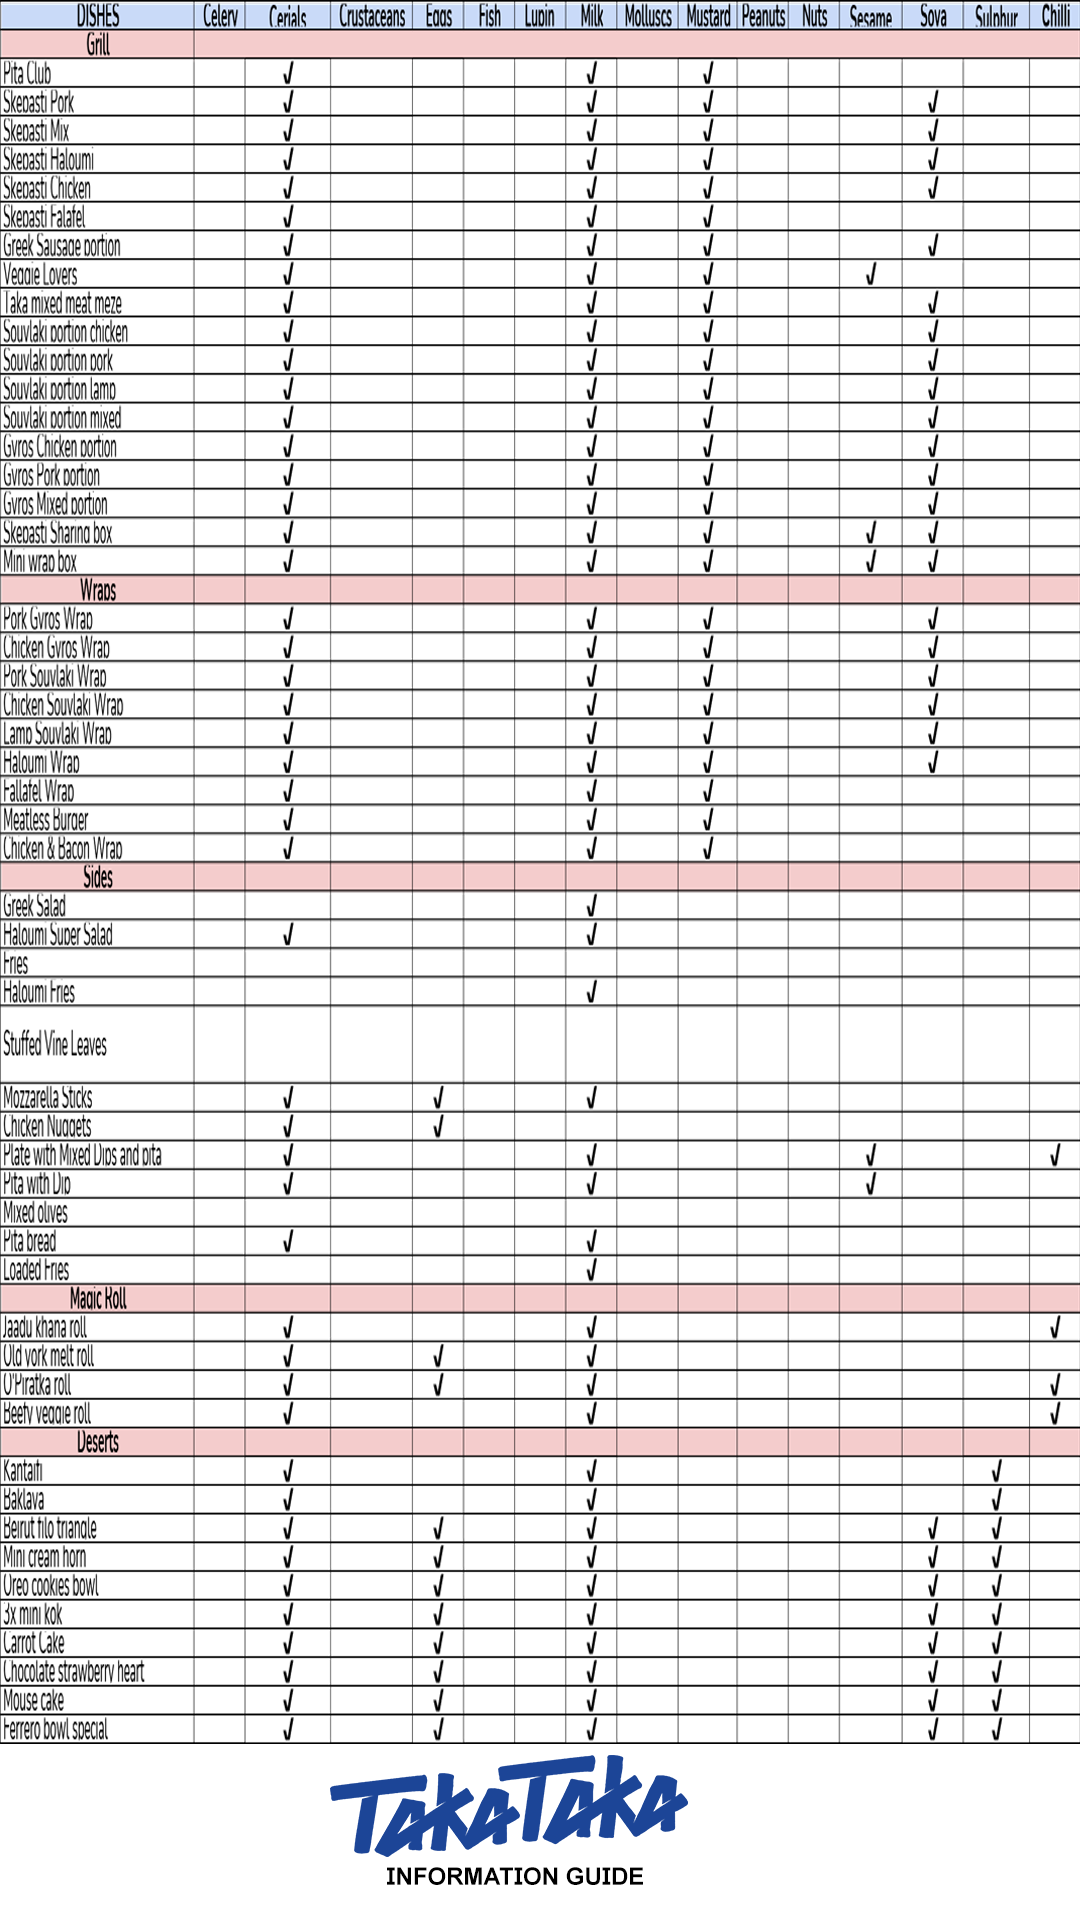 DISHES Celery Cerials Crustaceans Eggs Fish Lupin Milk Molluscs Mustard Peanuts Nuts Sesame Soya Sulphur Chilli
Grill
Pita Club ✓ ✓ ✓
Skepasti Pork ✓ ✓ ✓ ✓
Skepasti Mix ✓ ✓ ✓ ✓
Skepasti Haloumi ✓ ✓ ✓ ✓
Skepasti Chicken ✓ ✓ ✓ ✓
Skepasti Falafel ✓ ✓ ✓
Greek Sausage portion ✓ ✓ ✓ ✓
Veggie Lovers ✓ ✓ ✓ ✓
Taka mixed meat meze ✓ ✓ ✓ ✓
Souvlaki portion chicken ✓ ✓ ✓ ✓
Souvlaki portion pork ✓ ✓ ✓ ✓
Souvlaki portion lamp ✓ ✓ ✓ ✓
Souvlaki portion mixed ✓ ✓ ✓ ✓
Gyros Chicken portion ✓ ✓ ✓ ✓
Gyros Pork portion ✓ ✓ ✓ ✓
Gyros Mixed portion ✓ ✓ ✓ ✓
Skepasti Sharing box ✓ ✓ ✓ ✓ ✓
Mini wrap box ✓ ✓ ✓ ✓ ✓
Wraps
Pork Gyros Wrap ✓ ✓ ✓ ✓
Chicken Gyros Wrap ✓ ✓ ✓ ✓
Pork Souvlaki Wrap ✓ ✓ ✓ ✓
Chicken Souvlaki Wrap ✓ ✓ ✓ ✓
Lamp Souvlaki Wrap ✓ ✓ ✓ ✓
Haloumi Wrap ✓ ✓ ✓ ✓
Fallafel Wrap ✓ ✓ ✓
Meatless Burger ✓ ✓ ✓
Chicken & Bacon Wrap ✓ ✓ ✓
Sides
Greek Salad ✓
Haloumi Super Salad ✓ ✓
Fries
Haloumi Fries ✓
Stuffed Vine Leaves
Mozzarella Sticks ✓ ✓ ✓
Chicken Nuggets ✓ ✓
Plate with Mixed Dips and pita ✓ ✓ ✓ ✓
Pita with Dip ✓ ✓ ✓
Mixed olives
Pita bread ✓ ✓
Loaded Fries ✓
Magic Roll
Jaadu khana roll ✓ ✓ ✓
Old york melt roll ✓ ✓ ✓
O'Piratka roll ✓ ✓ ✓ ✓
Beefy veggie roll ✓ ✓ ✓
Deserts
Kantaifi ✓ ✓ ✓
Baklava ✓ ✓ ✓
Beirut filo triangle ✓ ✓ ✓ ✓ ✓
Mini cream horn ✓ ✓ ✓ ✓ ✓
Oreo cookies bowl ✓ ✓ ✓ ✓ ✓
3x mini kok ✓ ✓ ✓ ✓ ✓
Carrot Cake ✓ ✓ ✓ ✓ ✓
Chocolate strawberry heart ✓ ✓ ✓ ✓ ✓
Mouse cake ✓ ✓ ✓ ✓ ✓
Ferrero bowl special ✓ ✓ ✓ ✓ ✓
TAKATAKA
INFORMATION GUIDE